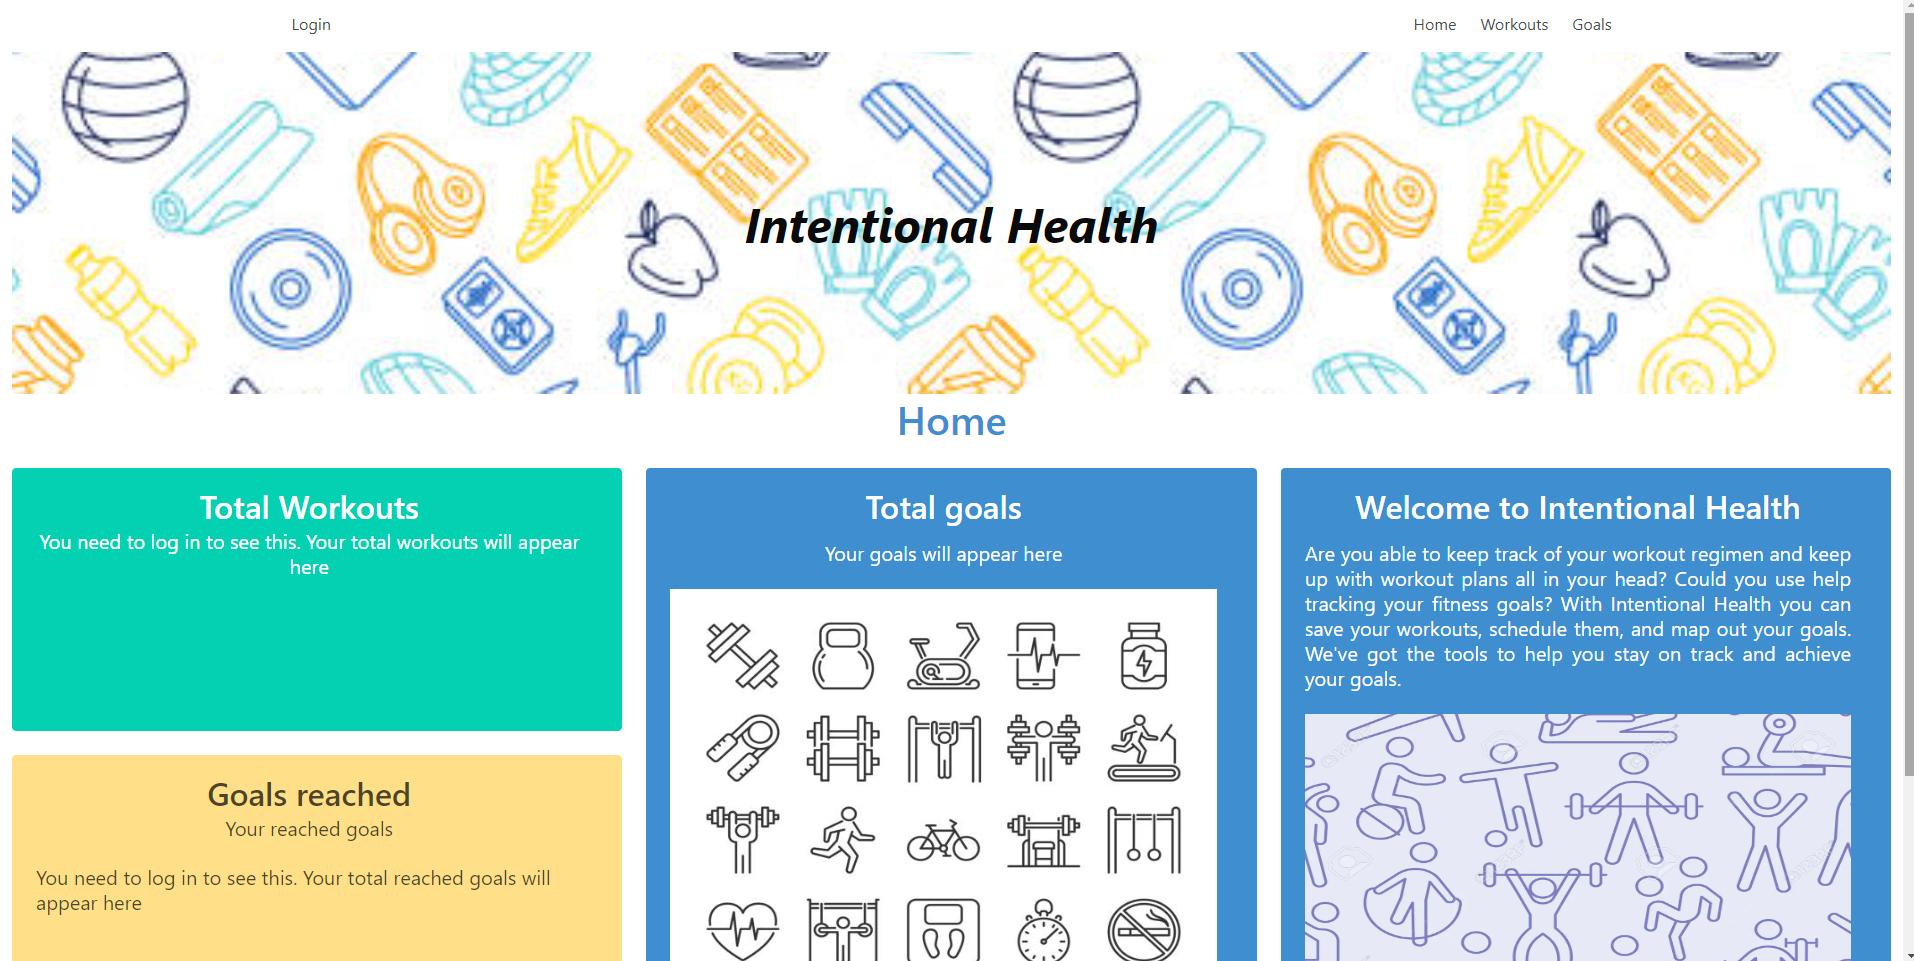 Login
Home Workouts Goals
Intentional Health
Home
Total Workouts
You need to log in to see this. Your total workouts will appear
here
Goals reached
Your reached goals
You need to log in to see this. Your total reached goals will
appear here
Total goals
Your goals will appear here
Welcome to Intentional Health
Are you able to keep track of your workout regimen and keep
up with workout plans all in your head? Could you use help
tracking your fitness goals? With Intentional Health you can
save your workouts, schedule them, and map out your goals.
We've got the tools to help you stay on track and achieve
your goals.